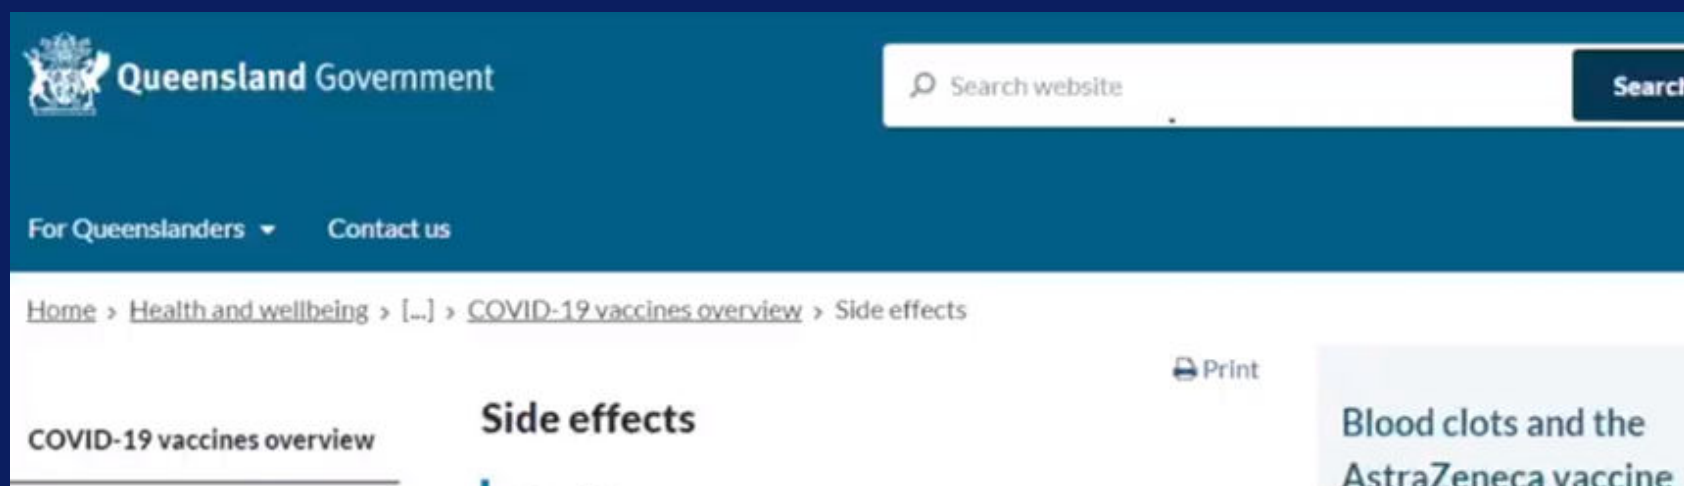 Queensland Government
Search website
Search
For Queenslanders
Contact us
Home > Health and wellbeing > [...] > COVID-19 vaccines overview > Side effects
Print
COVID-19 vaccines overview
Side effects
Blood clots and the
AstraZeneca vaccine